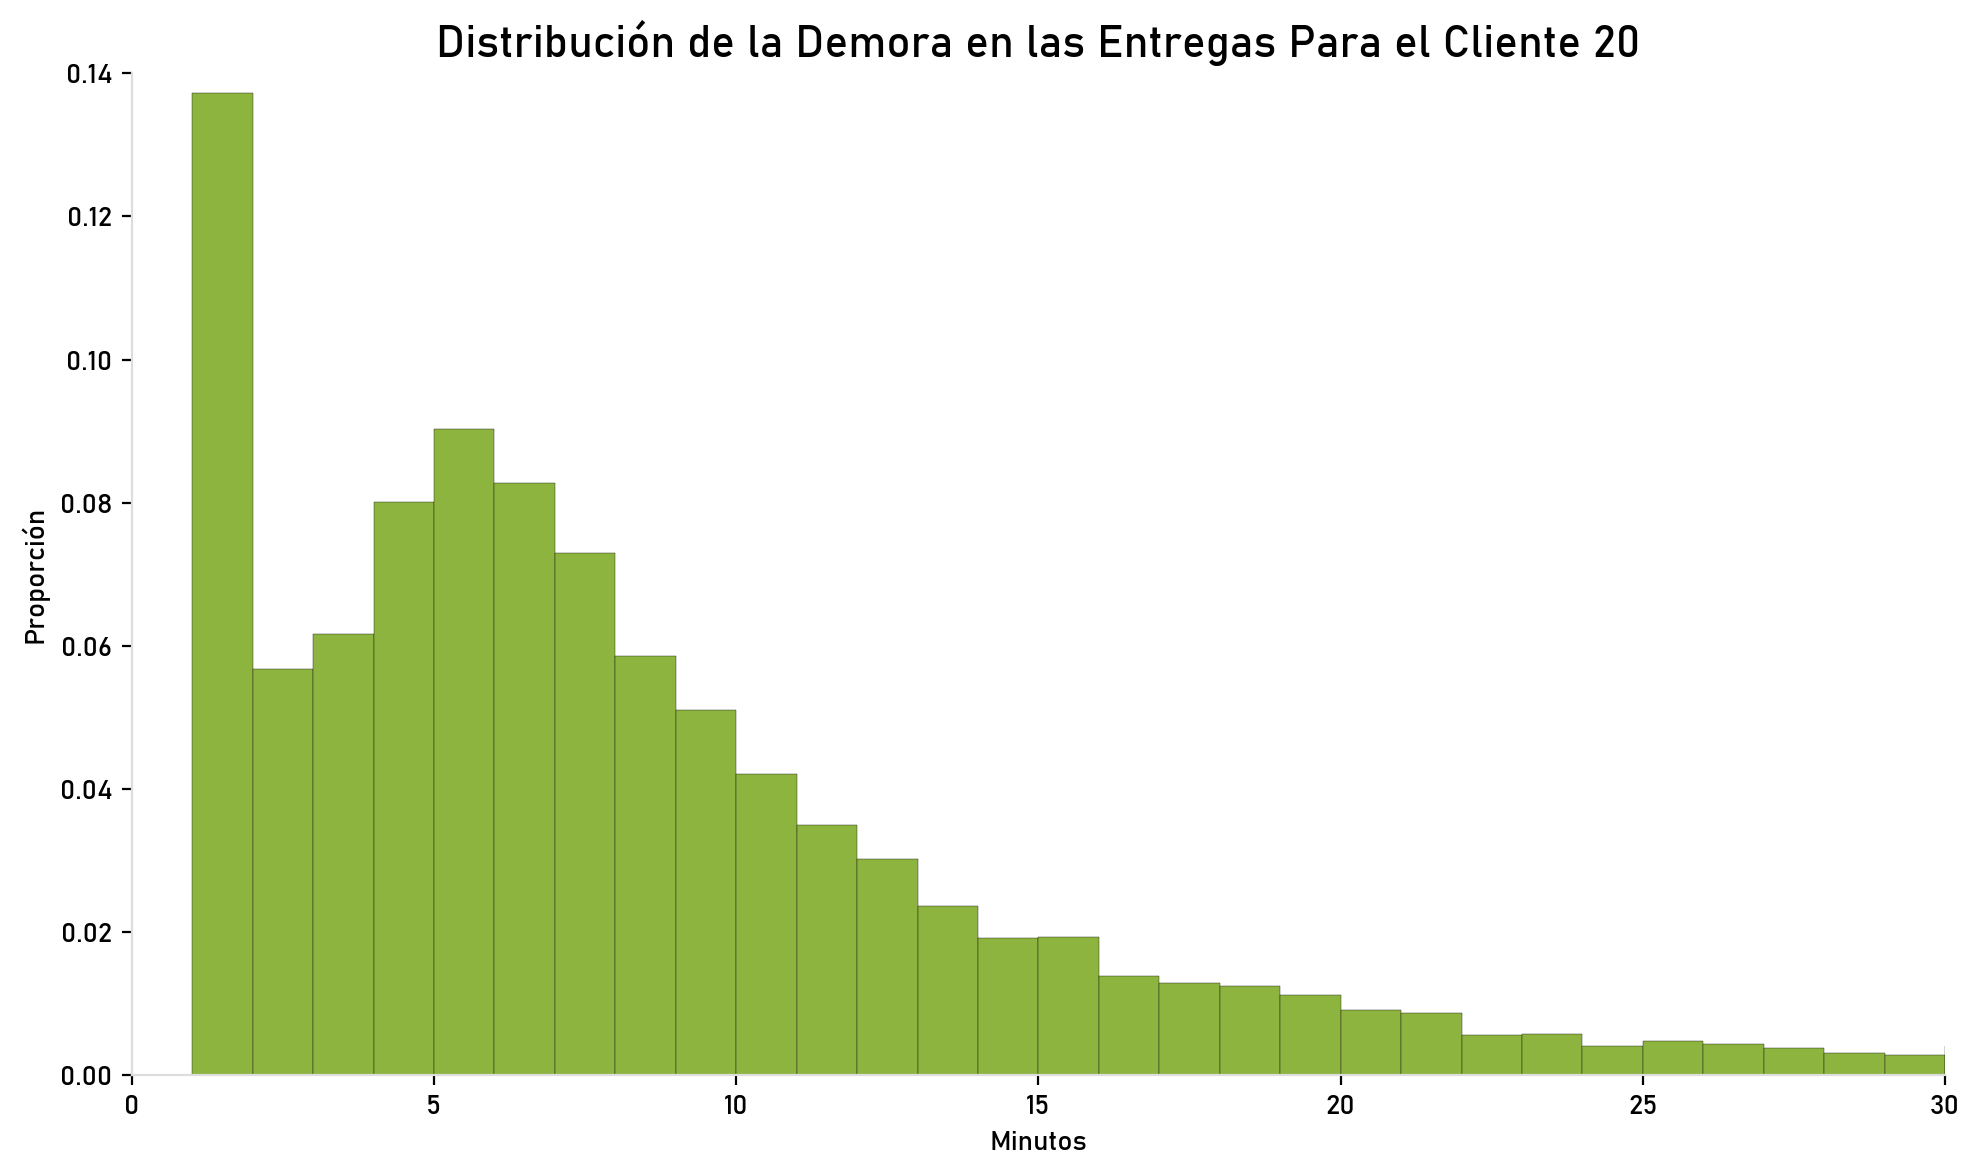 Distribución de la Demora en las Entregas Para el Cliente 20
0.14
0.12
0.10
0.08
0.06
0.04
0.02
0.00
Proporción
0 5 10 15 20 25 30
Minutos